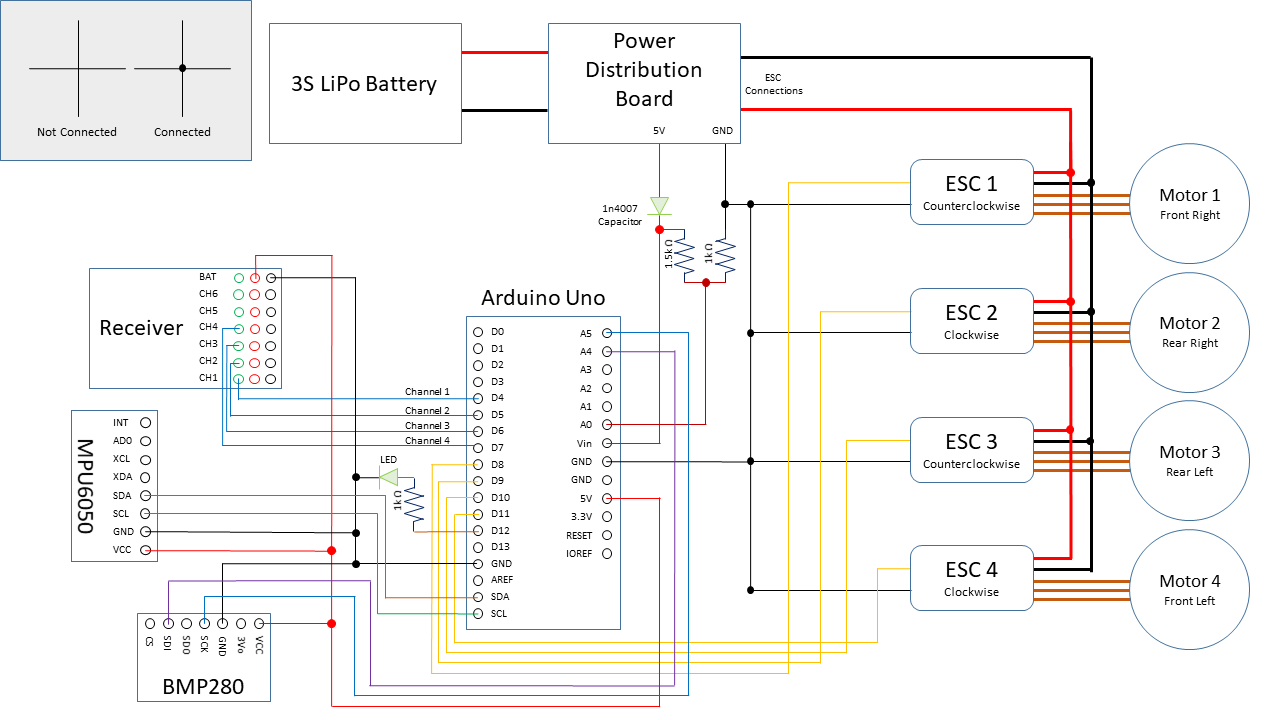 Not Connected
Connected
3S LiPo Battery
Power
Distribution
Board
5V
GND
ESC
Connections
1n4007
Capacitor
1.5kΩ
1kΩ
ESC 1
Counterclockwise
Motor 1
Front Right
ESC 2
Clockwise
Motor 2
Rear Right
ESC 3
Counterclockwise
Motor 3
Rear Left
ESC 4
Clockwise
Motor 4
Front Left
Receiver
BAT
CH6
CH5
CH4
CH3
CH2
CH1
Channel 1
Channel 2
Channel 3
Channel 4
MPU6050
INT
AD0
XCL
XDA
SDA
SCL
GND
VCC
LED
1kΩ
Arduino Uno
D0
D1
D2
D3
D4
D5
D6
D7
D8
D9
D10
D11
D12
D13
GND
AREF
SDA
SCL
A5
A4
A3
A2
A1
A0
Vin
GND
GND
5V
3.3V
RESET
IOREF
CS
SDI
SDO
SCK
GND
3Vo
VCC
BMP280